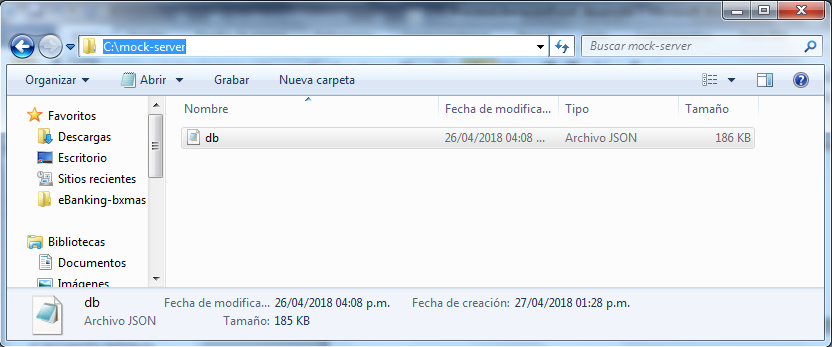 C:\mock-server
Buscar mock-server
Organizar Abrir Grabar Nueva carpeta
Nombre Fecha de modifica... Tipo Tamaño
Favoritos
db 26/04/2018 04:08 ... Archivo JSON 186 KB
Descargas
Escritorio
Sitios recientes
eBanking-bxmas
Bibliotecas
Documentos
Imágenes
db Fecha de modifica... 26/04/2018 04:08 p.m. Fecha de creación: 27/04/2018 01:28 p.m.
Archivo JSON Tamaño: 185 KB